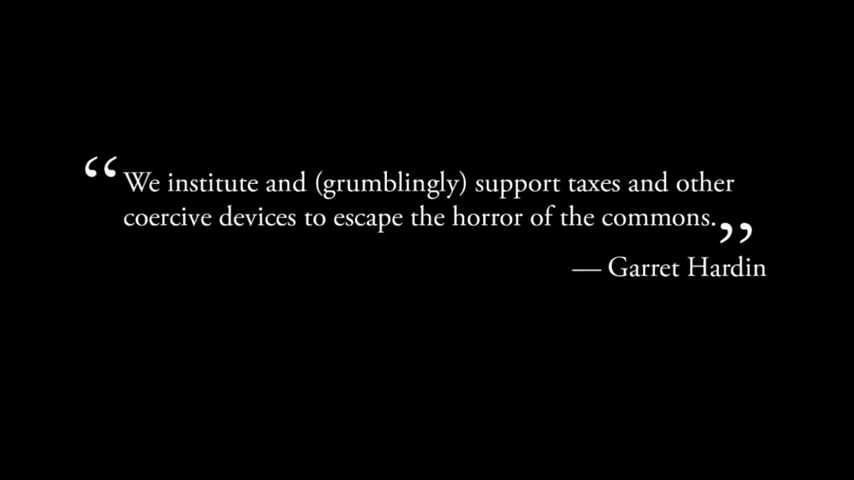 “We institute and (grumblingly) support taxes and other
coercive devices to escape the horror of the commons.”
— Garret Hardin